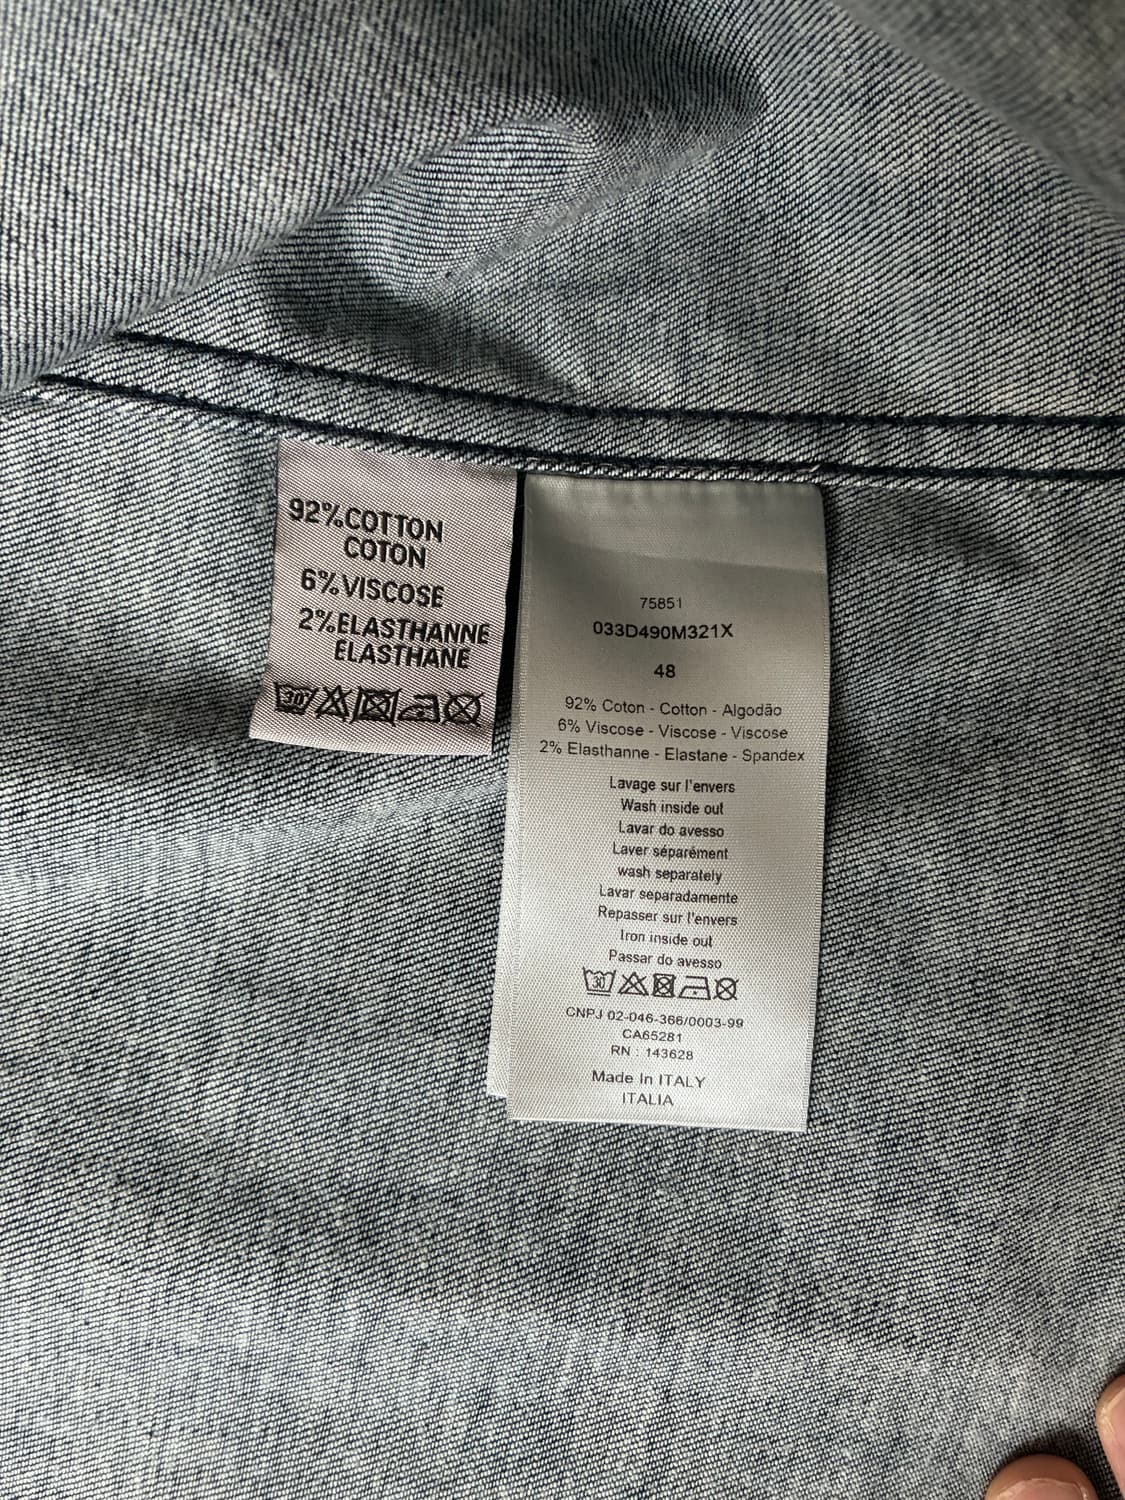 92%COTTON
COTON
6%VISCOSE
2%ELASTHANNE
ELASTHANE
30
75851
033D490M321X
48
92% Coton - Cotton - Algodão
6% Viscose - Viscose - Viscose
2% Elasthanne - Elastane - Spandex
Lavage sur l'envers
Wash inside out
Lavar do avesso
Laver séparément
wash separately
Lavar separadamente
Repasser sur l'envers
Iron inside out
Passar do avesso
30
CNPJ 02-046-366/0003-99
CA65281
RN : 143628
Made In ITALY
ITALIA